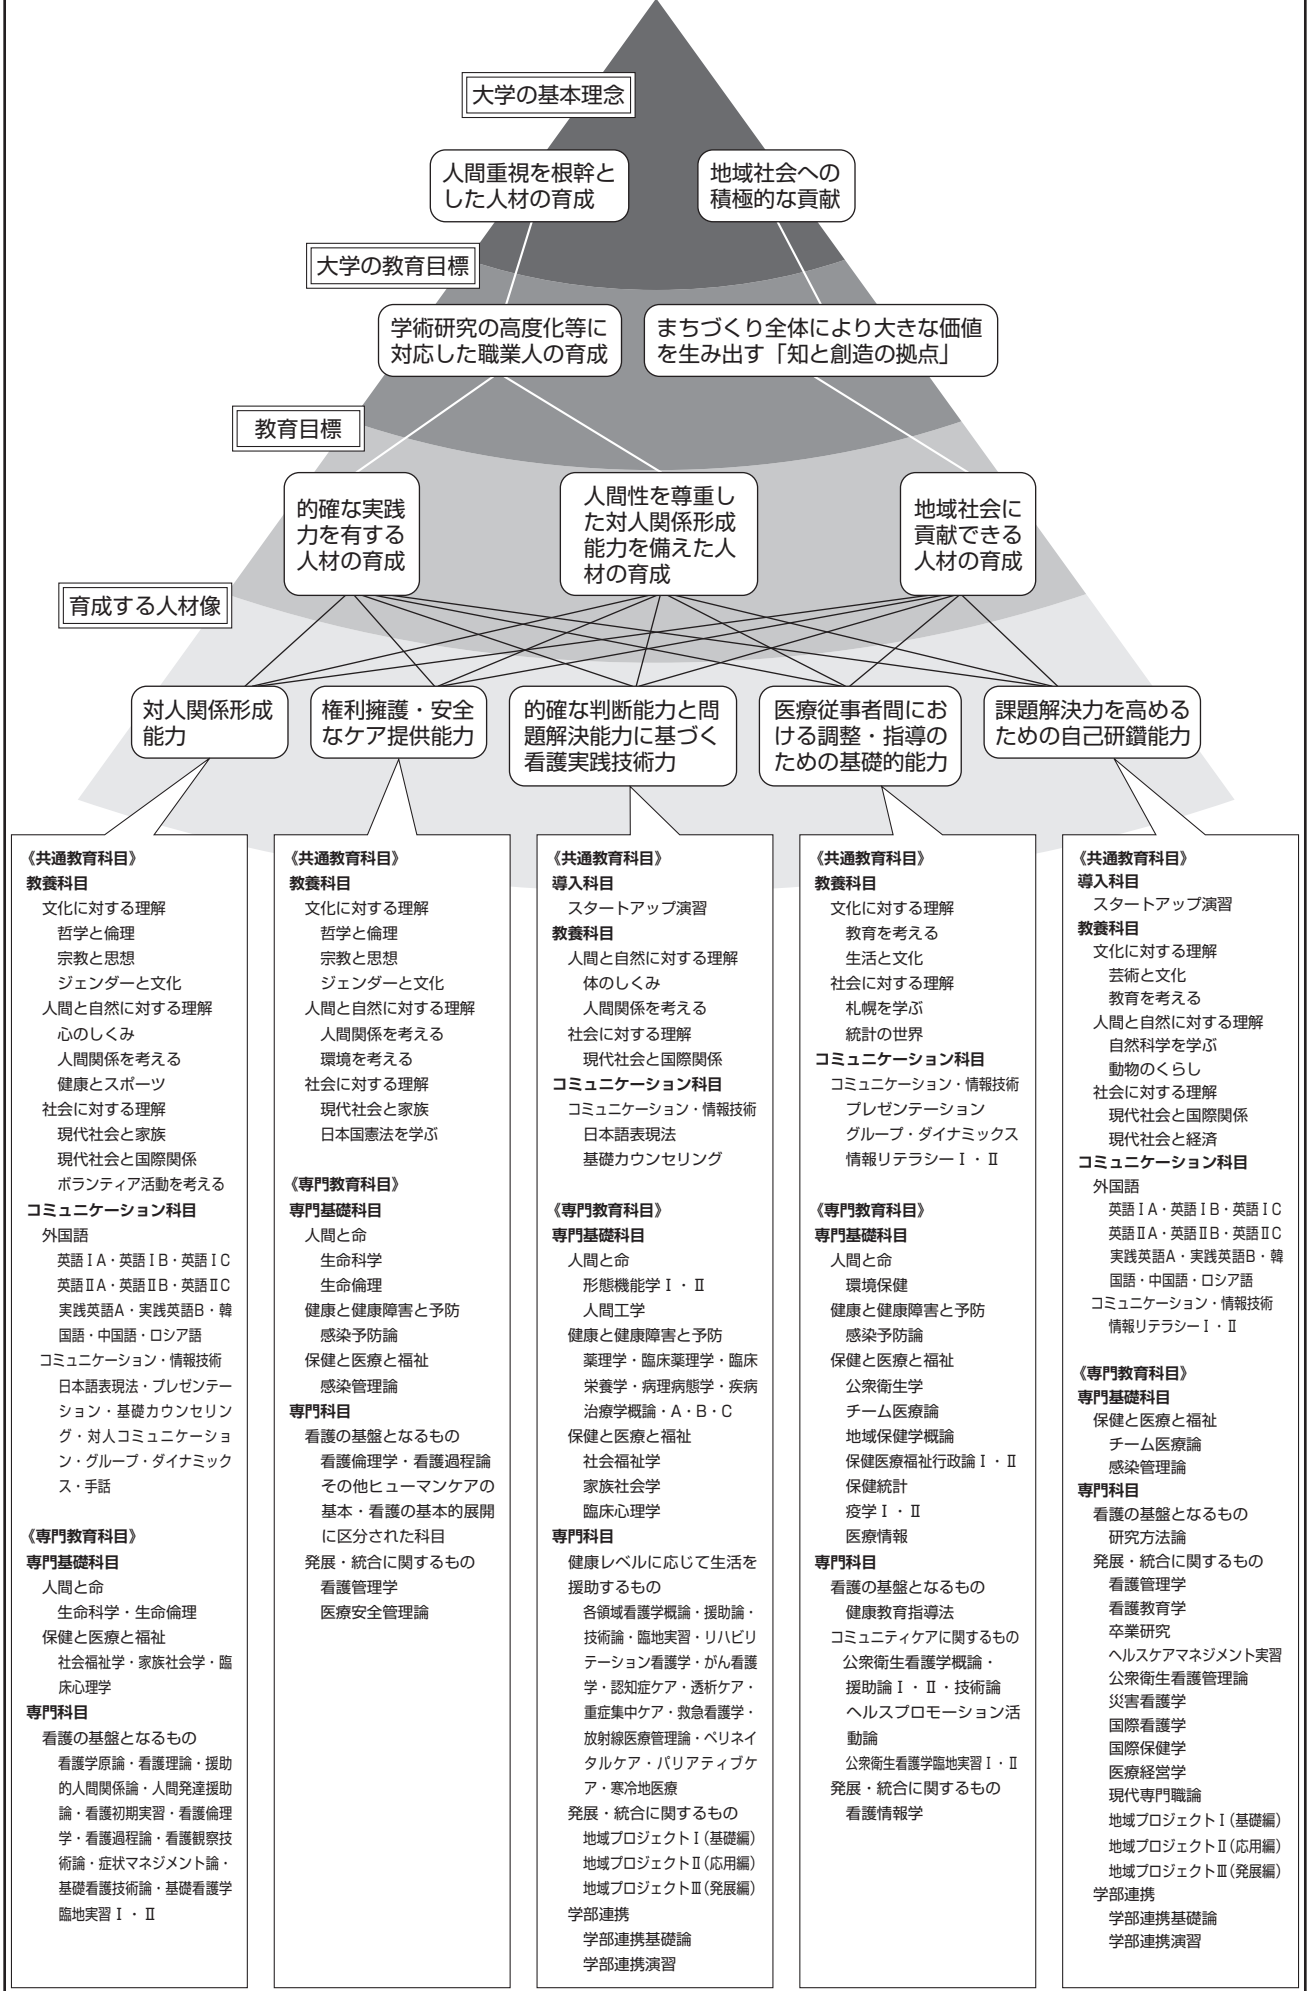 大学の基本理念
人間重視を根幹と
した人材の育成
地域社会への
積極的な貢献
大学の教育目標
学術研究の高度化等に
対応した職業人の育成
まちづくり全体により大きな価値
を生み出す「知と創造の拠点」
教育目標
的確な実践
力を有する
人材の育成
人間性を尊重し
た対人関係形成
能力を備えた人
材の育成
地域社会に
貢献できる
人材の育成
育成する人材像
対人関係形成
能力
権利擁護・安全
なケア提供能力
的確な判断能力と問
題解決能力に基づく
看護実践技術力
医療従事者間にお
ける調整・指導の
ための基礎的能力
課題解決力を高める
ための自己研鑽能力
《共通教育科目》
教養科目
文化に対する理解
哲学と倫理
宗教と思想
ジェンダーと文化
人間と自然に対する理解
心のしくみ
人間関係を考える
健康とスポーツ
社会に対する理解
現代社会と家族
現代社会と国際関係
ボランティア活動を考える
コミュニケーション科目
外国語
英語ⅠA・英語ⅠB・英語ⅠC
英語ⅡA・英語ⅡB・英語ⅡC
実践英語A・実践英語B・韓
国語・中国語・ロシア語
コミュニケーション・情報技術
日本語表現法・プレゼンテー
ション・基礎カウンセリン
グ・対人コミュニケーショ
ン・グループ・ダイナミック
ス・手話
《専門教育科目》
専門基礎科目
人間と命
生命科学・生命倫理
保健と医療と福祉
社会福祉学・家族社会学・臨
床心理学
専門科目
看護の基盤となるもの
看護学原論・看護理論・援助
的人間関係論・人間発達援助
論・看護初期実習・看護倫理
学・看護過程論・看護観察技
術論・症状マネジメント論・
基礎看護技術論・基礎看護学
臨地実習Ⅰ・Ⅱ
《共通教育科目》
教養科目
文化に対する理解
哲学と倫理
宗教と思想
ジェンダーと文化
人間と自然に対する理解
人間関係を考える
環境を考える
社会に対する理解
現代社会と家族
日本国憲法を学ぶ
《専門教育科目》
専門基礎科目
人間と命
生命科学
生命倫理
健康と健康障害と予防
感染予防論
保健と医療と福祉
感染管理論
専門科目
看護の基盤となるもの
看護倫理学・看護過程論
その他ヒューマンケアの
基本・看護の基本的展開
に区分された科目
発展・統合に関するもの
看護管理学
医療安全管理論
《共通教育科目》
導入科目
スタートアップ演習
教養科目
人間と自然に対する理解
体のしくみ
人間関係を考える
社会に対する理解
現代社会と国際関係
コミュニケーション科目
コミュニケーション・情報技術
日本語表現法
基礎カウンセリング
《専門教育科目》
専門基礎科目
人間と命
形態機能学Ⅰ・Ⅱ
人間工学
健康と健康障害と予防
薬理学・臨床薬理学・臨床
栄養学・病理病態学・疾病
治療学概論・A・B・C
保健と医療と福祉
社会福祉学
家族社会学
臨床心理学
専門科目
健康レベルに応じて生活を
援助するもの
各領域看護学概論・援助論・
技術論・臨地実習・リハビリ
テーション看護学・がん看護
学・認知症ケア・透析ケア・
重症集中ケア・救急看護学・
放射線医療管理論・ペリネイ
タルケア・パリアティブケ
ア・寒冷地医療
発展・統合に関するもの
地域プロジェクトⅠ(基礎編)
地域プロジェクトⅡ(応用編)
地域プロジェクトⅢ(発展編)
学部連携
学部連携基礎論
学部連携演習
《共通教育科目》
教養科目
文化に対する理解
教育を考える
生活と文化
社会に対する理解
札幌を学ぶ
統計の世界
コミュニケーション科目
コミュニケーション・情報技術
プレゼンテーション
グループ・ダイナミックス
情報リテラシーⅠ・Ⅱ
《専門教育科目》
専門基礎科目
人間と命
環境保健
健康と健康障害と予防
感染予防論
保健と医療と福祉
公衆衛生学
チーム医療論
地域保健学概論
保健医療福祉行政論Ⅰ・Ⅱ
保健統計
疫学Ⅰ・Ⅱ
医療情報
専門科目
看護の基盤となるもの
健康教育指導法
コミュニティケアに関するもの
公衆衛生看護学概論・
援助論Ⅰ・Ⅱ・技術論
ヘルスプロモーション活
動論
公衆衛生看護学臨地実習Ⅰ・Ⅱ
発展・統合に関するもの
看護情報学
《共通教育科目》
導入科目
スタートアップ演習
教養科目
文化に対する理解
芸術と文化
教育を考える
人間と自然に対する理解
自然科学を学ぶ
動物のくらし
社会に対する理解
現代社会と国際関係
現代社会と経済
コミュニケーション科目
外国語
英語ⅠA・英語ⅠB・英語ⅠC
英語ⅡA・英語ⅡB・英語ⅡC
実践英語A・実践英語B・韓
国語・中国語・ロシア語
コミュニケーション・情報技術
情報リテラシーⅠ・Ⅱ
《専門教育科目》
専門基礎科目
保健と医療と福祉
チーム医療論
感染管理論
専門科目
看護の基盤となるもの
研究方法論
発展・統合に関するもの
看護管理学
看護教育学
卒業研究
ヘルスケアマネジメント実習
公衆衛生看護管理論
災害看護学
国際看護学
国際保健学
医療経営学
現代専門職論
地域プロジェクトⅠ(基礎編)
地域プロジェクトⅡ(応用編)
地域プロジェクトⅢ(発展編)
学部連携
学部連携基礎論
学部連携演習